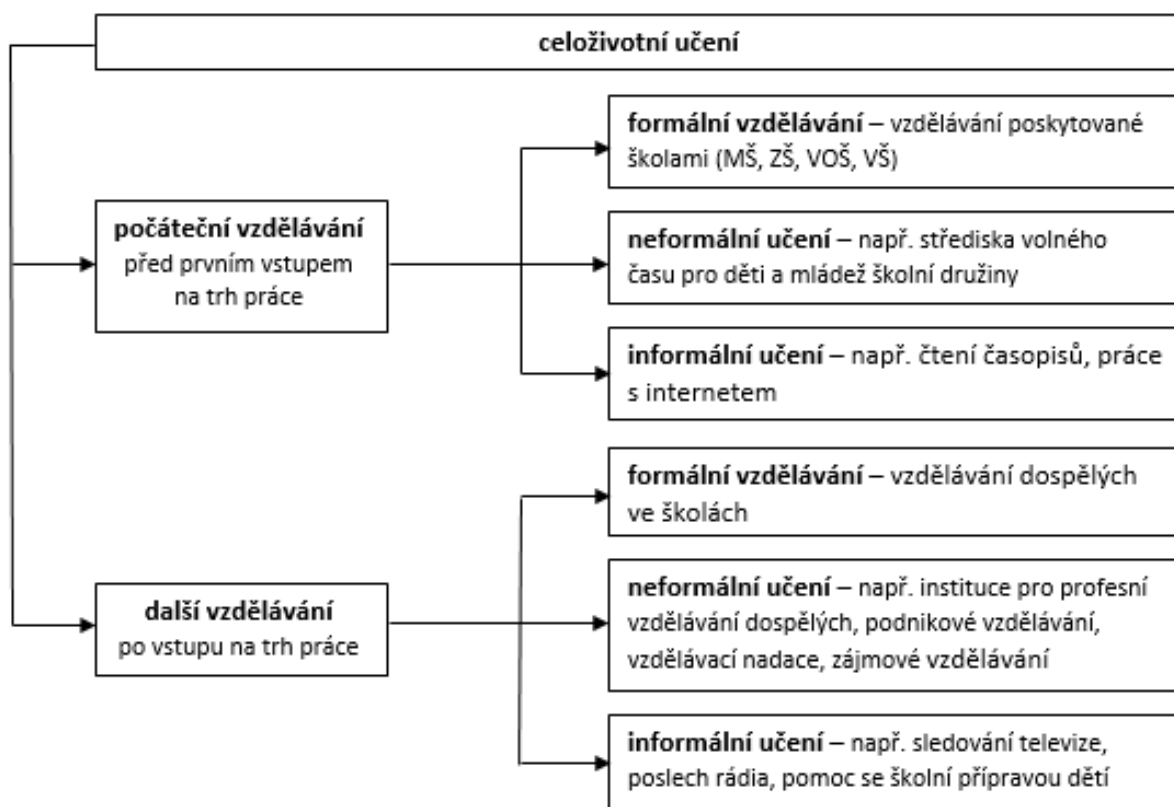 celoživotní učení
formální vzdělávání – vzdělávání poskytované
školami (MŠ, ZŠ, VOŠ, VŠ)
počáteční vzdělávání
před prvním vstupem
na trh práce
neformální učení – např. střediska volného
času pro děti a mládež školní družiny
informální učení – např. čtení časopisů, práce
s internetem
formální vzdělávání – vzdělávání dospělých
ve školách
další vzdělávání
po vstupu na trh práce
neformální učení – např. instituce pro profesní
vzdělávání dospělých, podnikové vzdělávání,
vzdělávací nadace, zájmové vzdělávání
informální učení – např. sledování televize,
poslech rádia, pomoc se školní přípravou dětí